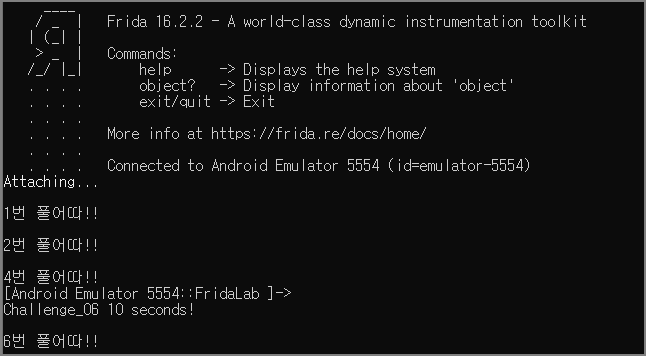 Frida 16.2.2 - A world-class dynamic instrumentation toolkit
Commands:
help -> Displays the help system
object? -> Display information about 'object'
exit/quit -> Exit
More info at https://frida.re/docs/home/
Connected to Android Emulator 5554 (id=emulator-5554)
Attaching...
1번 풀어따!!
2번 풀어따!!
4번 풀어따!!
[Android Emulator 5554::FridaLab ]->
Challenge_06 10 seconds!
6번 풀어따!!